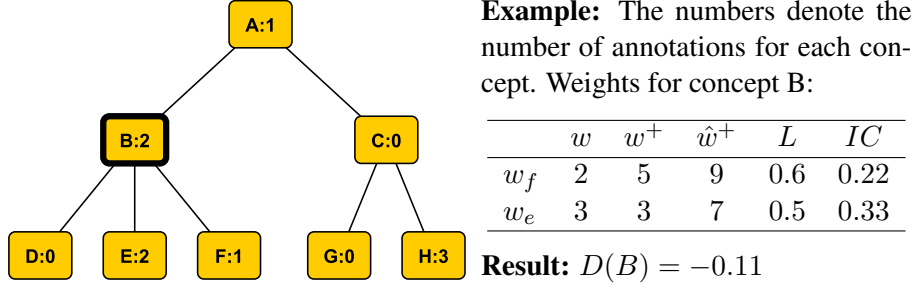 A:1
B:2
C:0
D:0
E:2
F:1
G:0
H:3
Example: The numbers denote the
number of annotations for each con-
cept. Weights for concept B:
w w⁺ ŵ⁺ L IC
w_f 2 5 9 0.6 0.22
w_e 3 3 7 0.5 0.33
Result: D(B) = −0.11